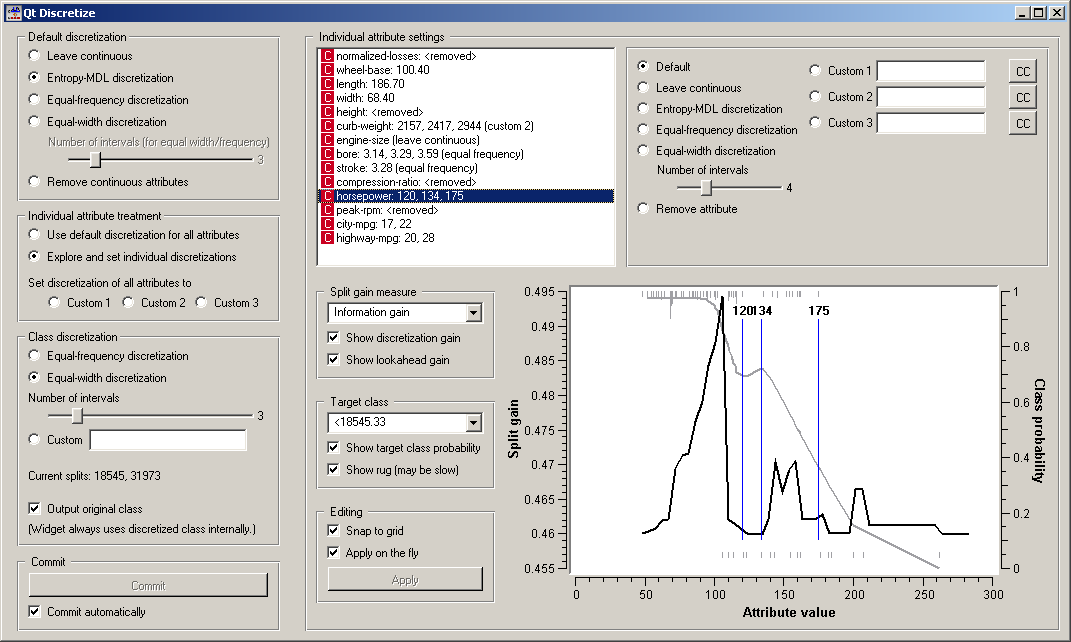 Qt Discretize
Default discretization
Leave continuous
Entropy-MDL discretization
Equal-frequency discretization
Equal-width discretization
Number of intervals (for equal width/frequency)
3
Remove continuous attributes
Individual attribute treatment
Use default discretization for all attributes
Explore and set individual discretizations
Set discretization of all attributes to
Custom 1 Custom 2 Custom 3
Class discretization
Equal-frequency discretization
Equal-width discretization
Number of intervals
3
Custom
Current splits: 18545, 31973
Output original class
(Widget always uses discretized class internally.)
Commit
Commit
Commit automatically
Individual attribute settings
C normalized-losses: <removed>
C wheel-base: 100.40
C length: 186.70
C width: 68.40
C height: <removed>
C curb-weight: 2157, 2417, 2944 (custom 2)
C engine-size (leave continuous)
C bore: 3.14, 3.29, 3.59 (equal frequency)
C stroke: 3.28 (equal frequency)
C compression-ratio: <removed>
C horsepower: 120, 134, 175
C peak-rpm: <removed>
C city-mpg: 17, 22
C highway-mpg: 20, 28
Default
Leave continuous
Entropy-MDL discretization
Equal-frequency discretization
Equal-width discretization
Number of intervals
4
Remove attribute
Custom 1 CC
Custom 2 CC
Custom 3 CC
Split gain measure
Information gain
Show discretization gain
Show lookahead gain
Target class
<18545.33
Show target class probability
Show rug (may be slow)
Editing
Snap to grid
Apply on the fly
Apply
Split gain
0.495
0.49
0.485
0.48
0.475
0.47
0.465
0.46
0.455
120 134 175
1
0.8
0.6
0.4
0.2
0
Class probability
0 50 100 150 200 250 300
Attribute value